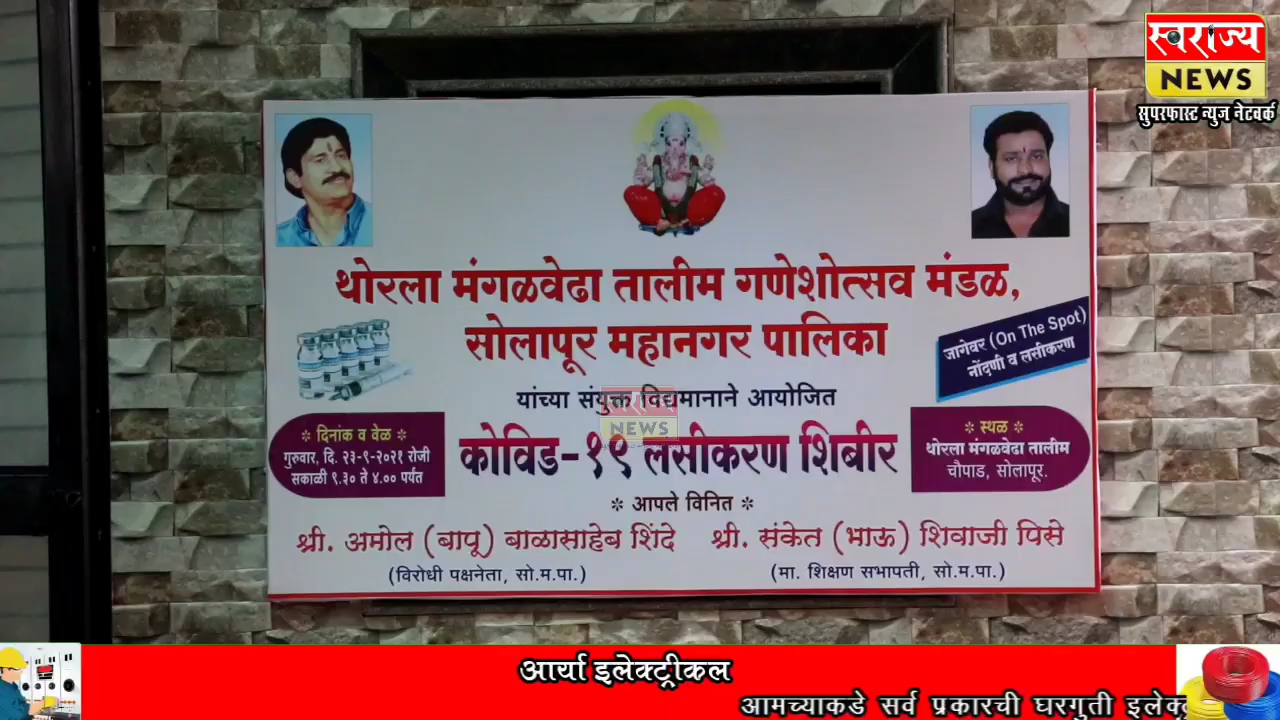 स्वराज्य
NEWS
सुपरफास्ट न्युज नेटवर्क
थोरला मंगळवेढा तालीम गणेशोत्सव मंडळ,
सोलापूर महानगर पालिका
जागेवर (On The Spot)
नोंदणी व लसीकरण
यांच्या संयुक्त विद्यमानाने आयोजित
स्वराज्य
NEWS
❊ दिनांक व वेळ ❊
गुरुवार, दि. २३-९-२०२१ रोजी
सकाळी ९.३० ते ४.०० पर्यंत
कोविड-१९ लसीकरण शिबीर
❊ स्थळ ❊
थोरला मंगळवेढा तालीम
चौपाड, सोलापूर.
❊ आपले विनित ❊
श्री. अमोल (बापू) बाळासाहेब शिंदे
(विरोधी पक्षनेता, सो.म.पा.)
श्री. संकेत (भाऊ) शिवाजी पिसे
(मा. शिक्षण सभापती, सो.म.पा.)
आर्या इलेक्ट्रीकल
आमच्याकडे सर्व प्रकारची घरगुती